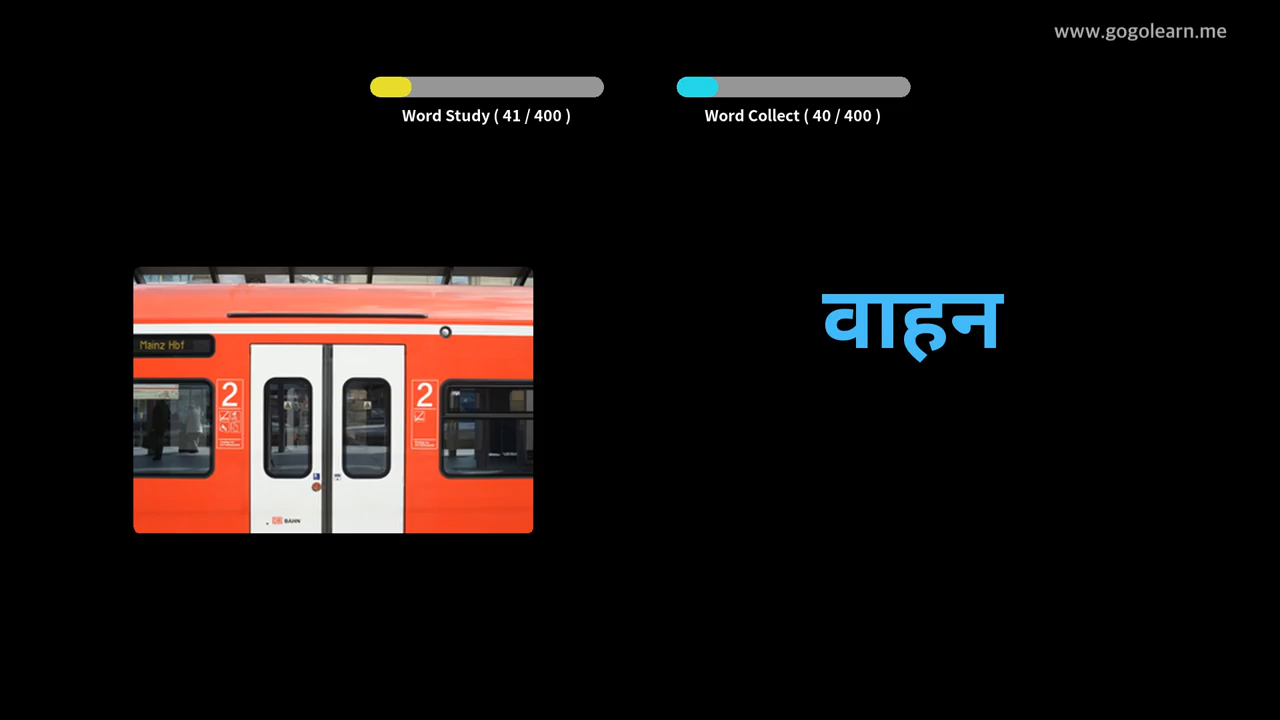 www.gogolearn.me
Word Study ( 41 / 400 )
Word Collect ( 40 / 400 )
वाहन
Mainz Hbf
2
2
DB BAHN